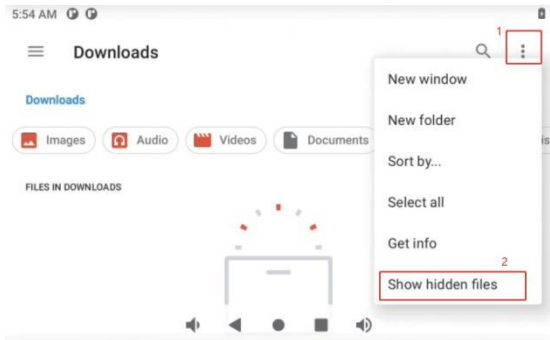 5:54 AM
1
Downloads
New window
Downloads
New folder
Images
Audio
Videos
Documents
Sort by...
FILES IN DOWNLOADS
Select all
Get info
2
Show hidden files